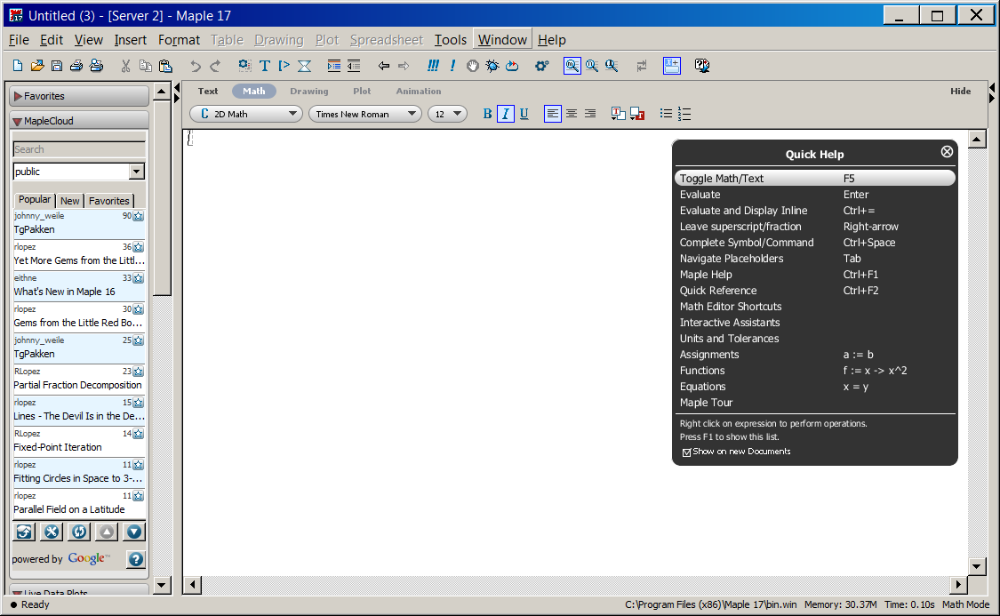 Untitled (3) - [Server 2] - Maple 17
File Edit View Insert Format Table Drawing Plot Spreadsheet Tools Window Help
Favorites
MapleCloud
Search
public
Popular New Favorites
johnny_weile 90
TgPakken
rlopez 36
Yet More Gems from the Littl...
eithne 33
What's New in Maple 16
rlopez 30
Gems from the Little Red Bo...
johnny_weile 25
TgPakken
RLopez 23
Partial Fraction Decomposition
rlopez 15
Lines - The Devil Is in the De...
RLopez 14
Fixed-Point Iteration
rlopez 11
Fitting Circles in Space to 3-...
rlopez 11
Parallel Field on a Latitude
powered by Google™
Live Data Plots
Text Math Drawing Plot Animation Hide
C 2D Math Times New Roman 12 B I U
Quick Help
Toggle Math/Text F5
Evaluate Enter
Evaluate and Display Inline Ctrl+=
Leave superscript/fraction Right-arrow
Complete Symbol/Command Ctrl+Space
Navigate Placeholders Tab
Maple Help Ctrl+F1
Quick Reference Ctrl+F2
Math Editor Shortcuts
Interactive Assistants
Units and Tolerances
Assignments a := b
Functions f := x -> x^2
Equations x = y
Maple Tour
Right click on expression to perform operations.
Press F1 to show this list.
Show on new Documents
Ready C:\Program Files (x86)\Maple 17\bin.win Memory: 30.37M Time: 0.10s Math Mode